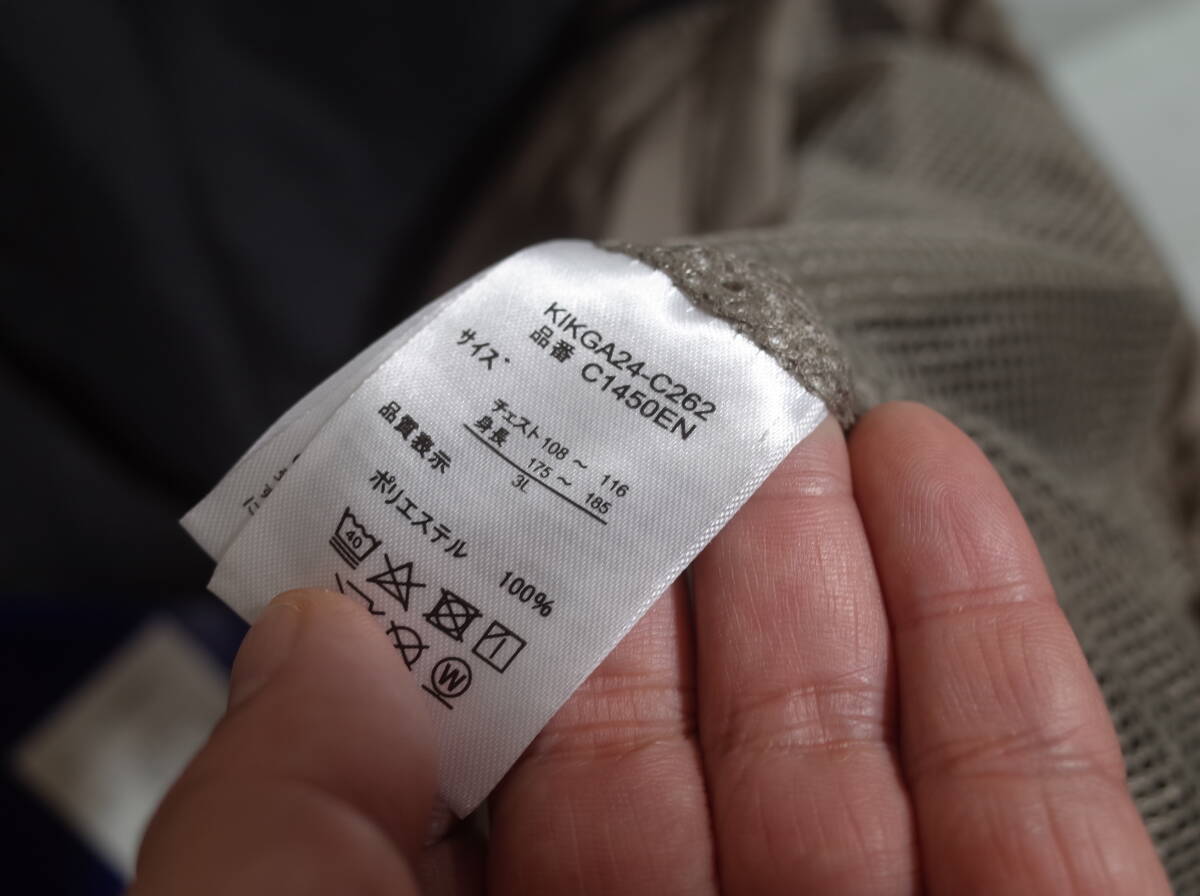 KIKGA24-C262
品番 C1450EN
サイズ
チェスト 108 ～ 116
身長 175 ～ 185
3L
品質表示
ポリエステル 100%
40
W